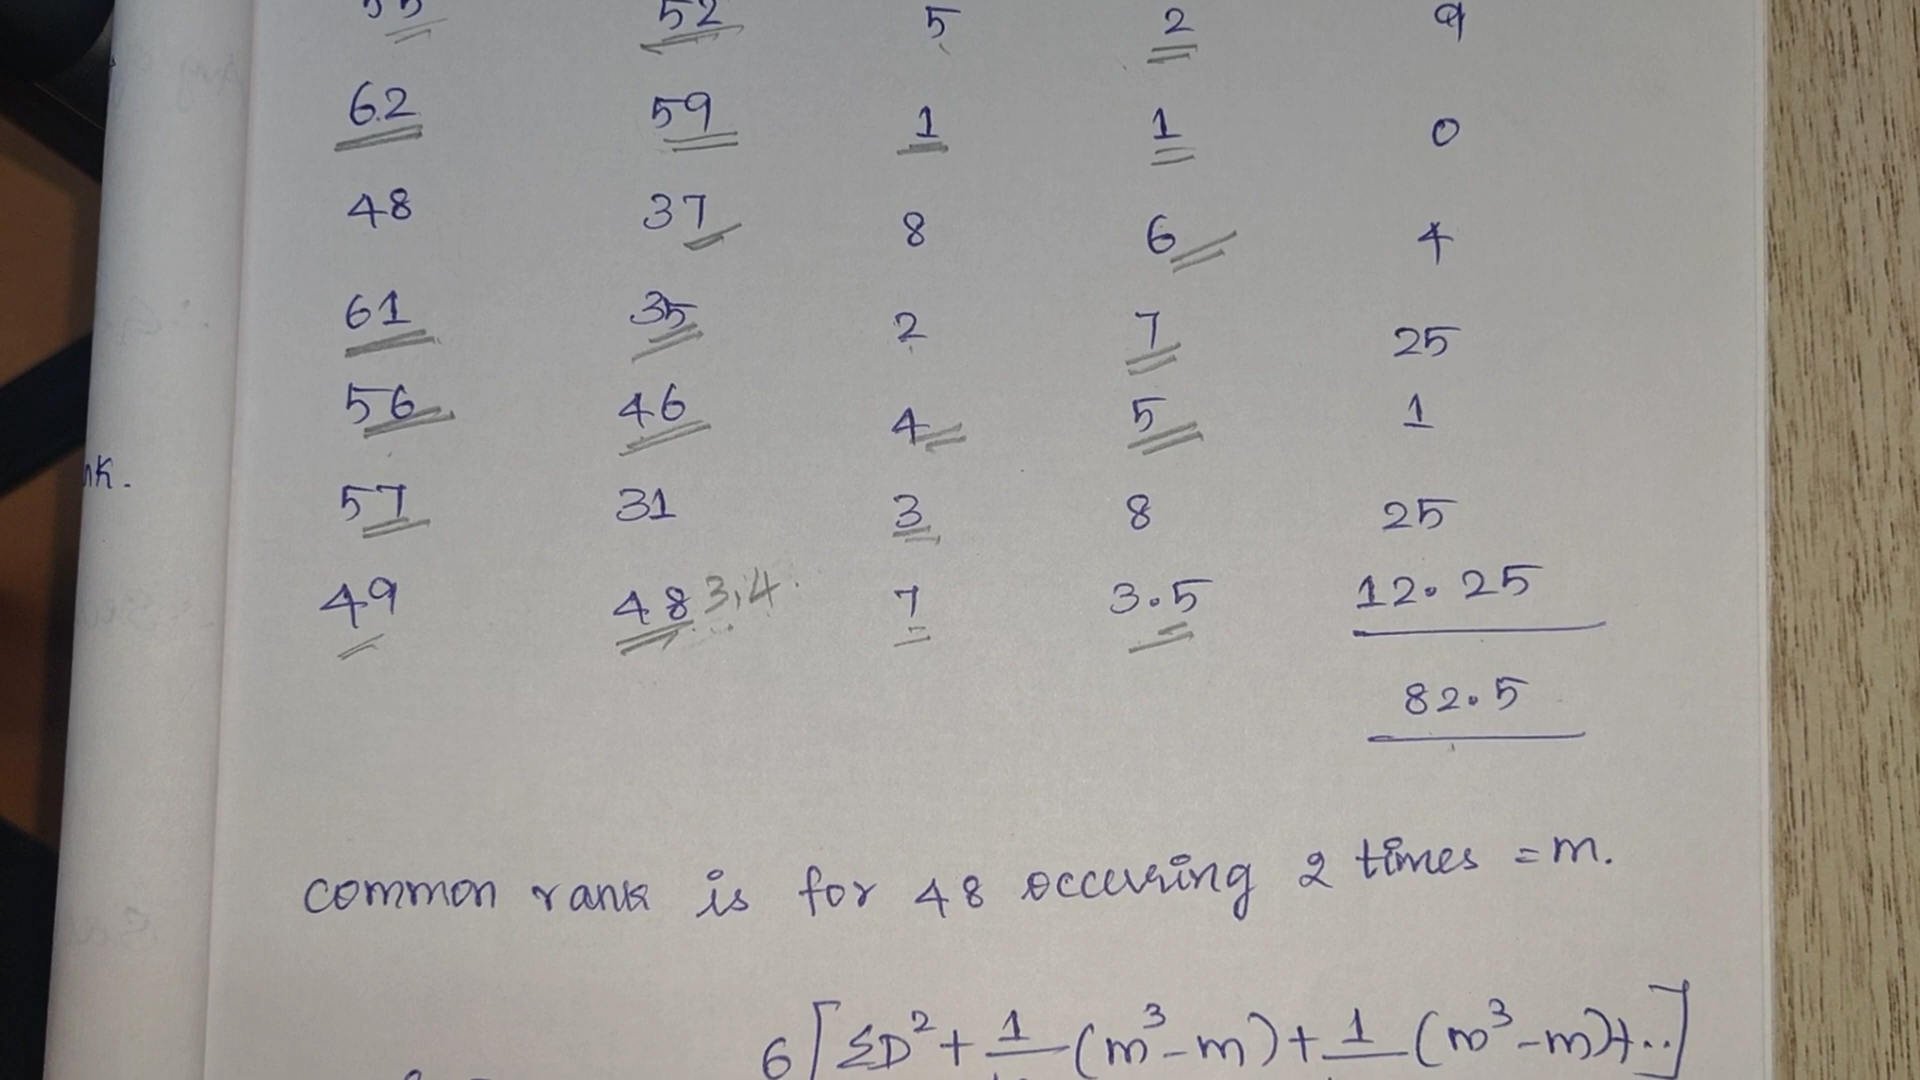 55 52 5 2 9
62 59 1 1 0
48 37 8 6 4
61 35 2 7 25
56 46 4 5 1
57 31 3 8 25
nk.
49 48 3,4 7 3.5 12.25
82.5
common rank is for 48 occuring 2 times = m.
6[ΣD²+1(m³-m)+1(m³-m)+..]